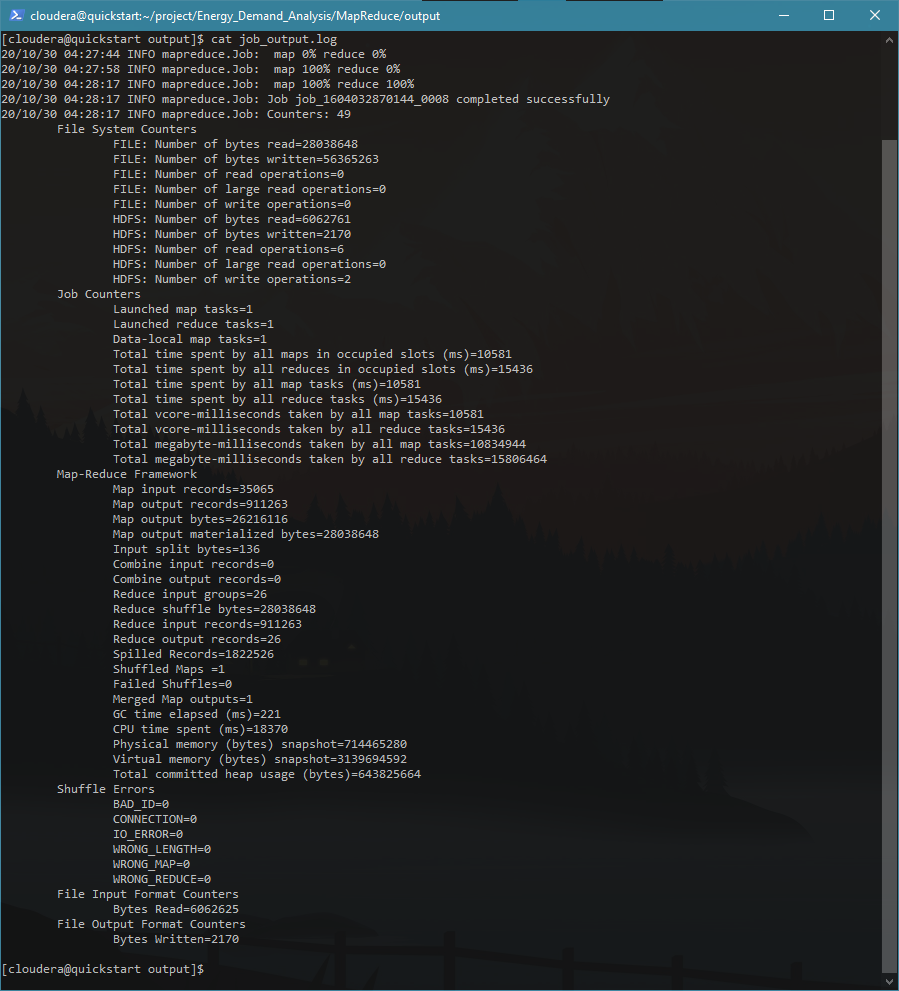 cloudera@quickstart:~/project/Energy_Demand_Analysis/MapReduce/output
[cloudera@quickstart output]$ cat job_output.log
20/10/30 04:27:44 INFO mapreduce.Job:  map 0% reduce 0%
20/10/30 04:27:58 INFO mapreduce.Job:  map 100% reduce 0%
20/10/30 04:28:17 INFO mapreduce.Job:  map 100% reduce 100%
20/10/30 04:28:17 INFO mapreduce.Job: Job job_1604032870144_0008 completed successfully
20/10/30 04:28:17 INFO mapreduce.Job: Counters: 49
        File System Counters
                FILE: Number of bytes read=28038648
                FILE: Number of bytes written=56365263
                FILE: Number of read operations=0
                FILE: Number of large read operations=0
                FILE: Number of write operations=0
                HDFS: Number of bytes read=6062761
                HDFS: Number of bytes written=2170
                HDFS: Number of read operations=6
                HDFS: Number of large read operations=0
                HDFS: Number of write operations=2
        Job Counters
                Launched map tasks=1
                Launched reduce tasks=1
                Data-local map tasks=1
                Total time spent by all maps in occupied slots (ms)=10581
                Total time spent by all reduces in occupied slots (ms)=15436
                Total time spent by all map tasks (ms)=10581
                Total time spent by all reduce tasks (ms)=15436
                Total vcore-milliseconds taken by all map tasks=10581
                Total vcore-milliseconds taken by all reduce tasks=15436
                Total megabyte-milliseconds taken by all map tasks=10834944
                Total megabyte-milliseconds taken by all reduce tasks=15806464
        Map-Reduce Framework
                Map input records=35065
                Map output records=911263
                Map output bytes=26216116
                Map output materialized bytes=28038648
                Input split bytes=136
                Combine input records=0
                Combine output records=0
                Reduce input groups=26
                Reduce shuffle bytes=28038648
                Reduce input records=911263
                Reduce output records=26
                Spilled Records=1822526
                Shuffled Maps =1
                Failed Shuffles=0
                Merged Map outputs=1
                GC time elapsed (ms)=221
                CPU time spent (ms)=18370
                Physical memory (bytes) snapshot=714465280
                Virtual memory (bytes) snapshot=3139694592
                Total committed heap usage (bytes)=643825664
        Shuffle Errors
                BAD_ID=0
                CONNECTION=0
                IO_ERROR=0
                WRONG_LENGTH=0
                WRONG_MAP=0
                WRONG_REDUCE=0
        File Input Format Counters
                Bytes Read=6062625
        File Output Format Counters
                Bytes Written=2170
[cloudera@quickstart output]$